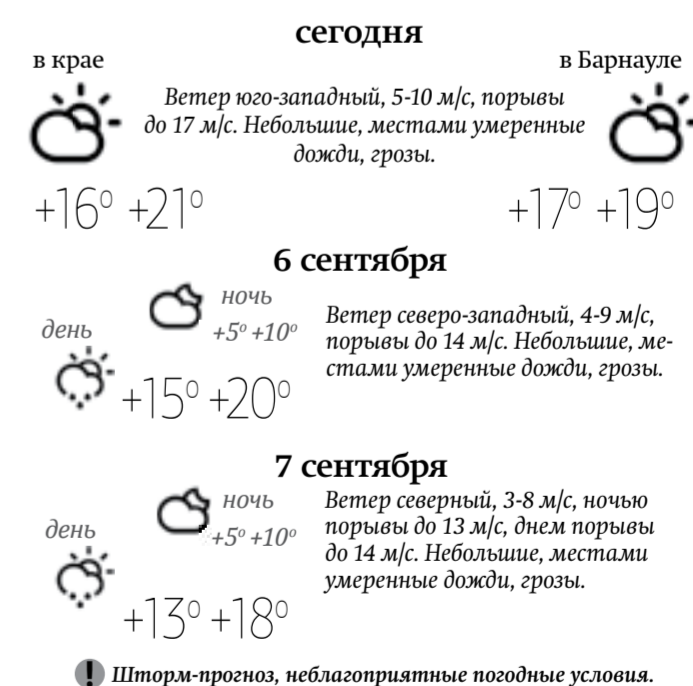 сегодня
в крае
в Барнауле
Ветер юго-западный, 5-10 м/с, порывы
до 17 м/с. Небольшие, местами умеренные
дожди, грозы.
+16° +21°
+17° +19°
6 сентября
ночь
+5° +10°
день
+15° +20°
Ветер северо-западный, 4-9 м/с,
порывы до 14 м/с. Небольшие, ме-
стами умеренные дожди, грозы.
7 сентября
ночь
+5° +10°
день
+13° +18°
Ветер северный, 3-8 м/с, ночью
порывы до 13 м/с, днем порывы
до 14 м/с. Небольшие, местами
умеренные дожди, грозы.
! Шторм-прогноз, неблагоприятные погодные условия.